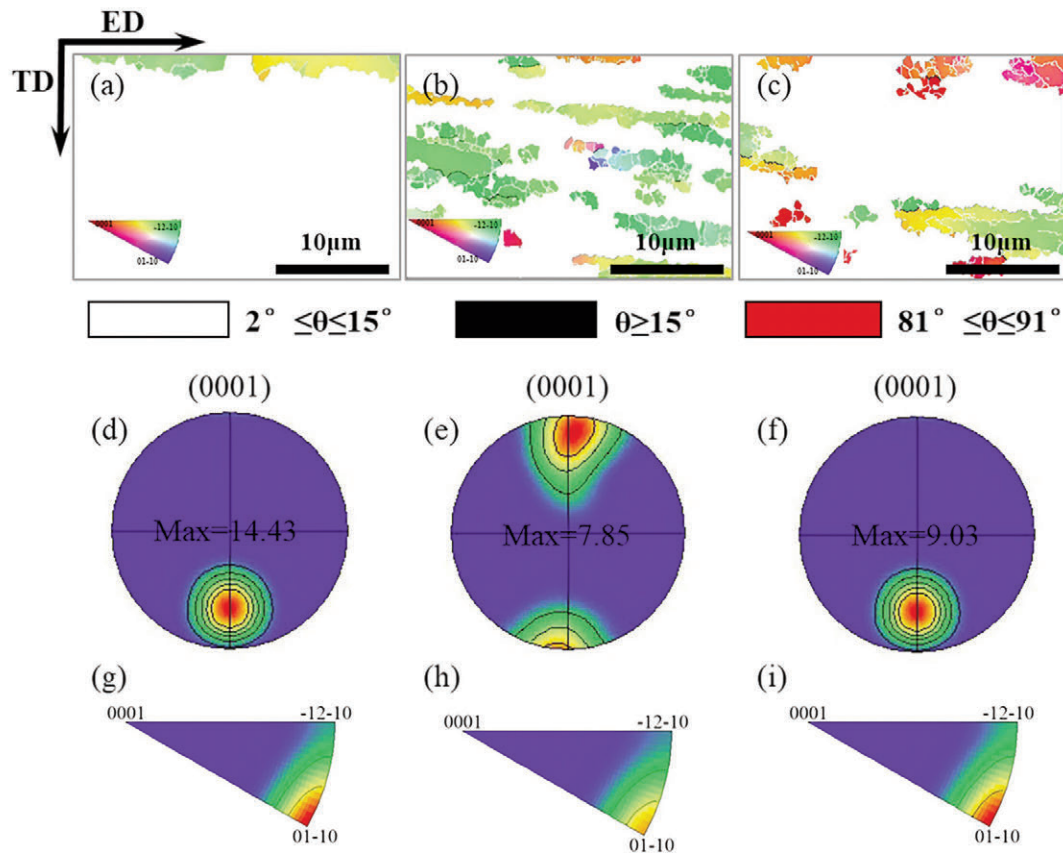 ED
TD
(a)
(b)
(c)
0001
-12-10
01-10
10μm
0001
-12-10
01-10
10μm
0001
-12-10
01-10
10μm
2° ≤θ≤15°
θ≥15°
81° ≤θ≤91°
(0001)
(0001)
(0001)
(d)
(e)
(f)
Max=14.43
Max=7.85
Max=9.03
(g)
(h)
(i)
0001
-12-10
01-10
0001
-12-10
01-10
0001
-12-10
01-10